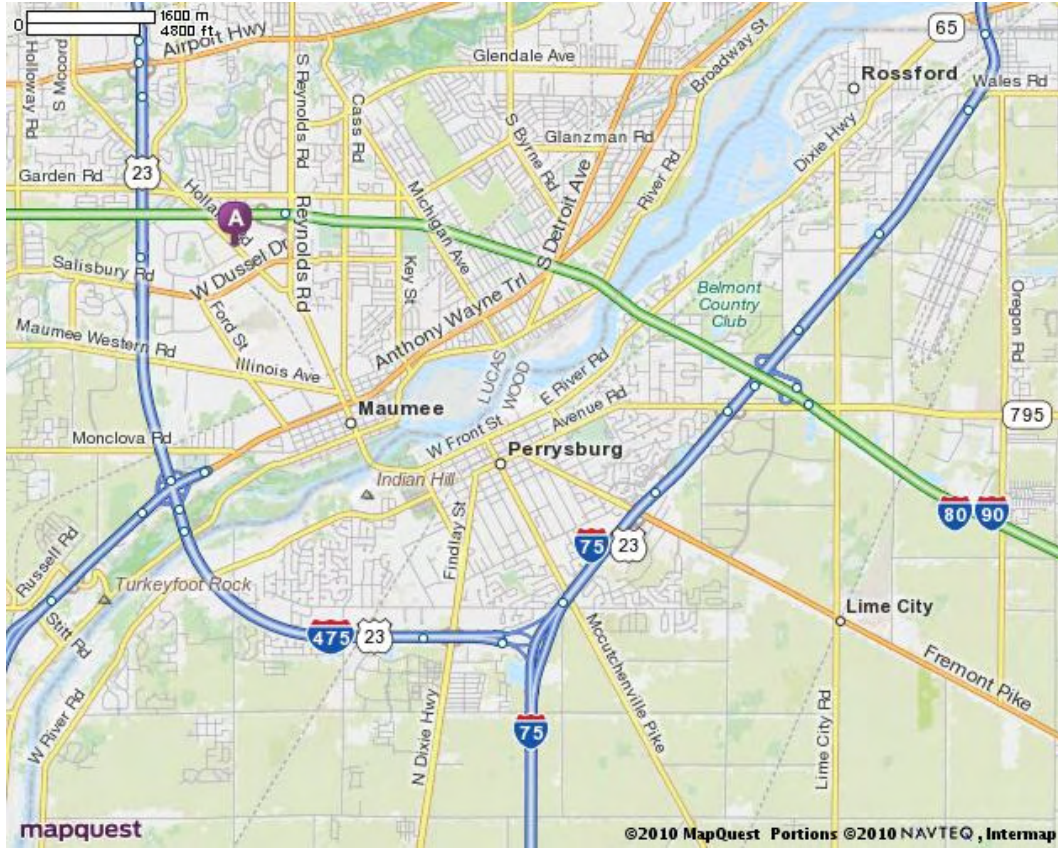 0
1600 m
4800 ft
Airport Hwy
Holloway Rd
S Mccord
S Reynolds Rd
Cass Rd
Glendale Ave
Broadway St
65
Rossford
Wales Rd
S Byrne Rd
Glanzman Rd
Dixie Hwy
23
Garden Rd
A
Reynolds Rd
Michigan Ave
S Detroit Ave
River Rd
Salisbury Rd
W Dussel Dr
Key St
Belmont
Country
Club
Oregon Rd
Maumee Western Rd
Ford St
Anthony Wayne Trl
Illinois Ave
LUCAS
WOOD
E River Rd
Maumee
Avenue Rd
795
Monclova Rd
W Front St
Perrysburg
Indian Hill
80
90
Russell Rd
Findlay St
75
23
Turkeyfoot Rock
Stitt Rd
475
23
Lime City
Mccutchenville Pike
Fremont Pike
W River Rd
N Dixie Hwy
75
Lime City Rd
mapquest
©2010 MapQuest Portions ©2010 NAVTEQ, Intermap